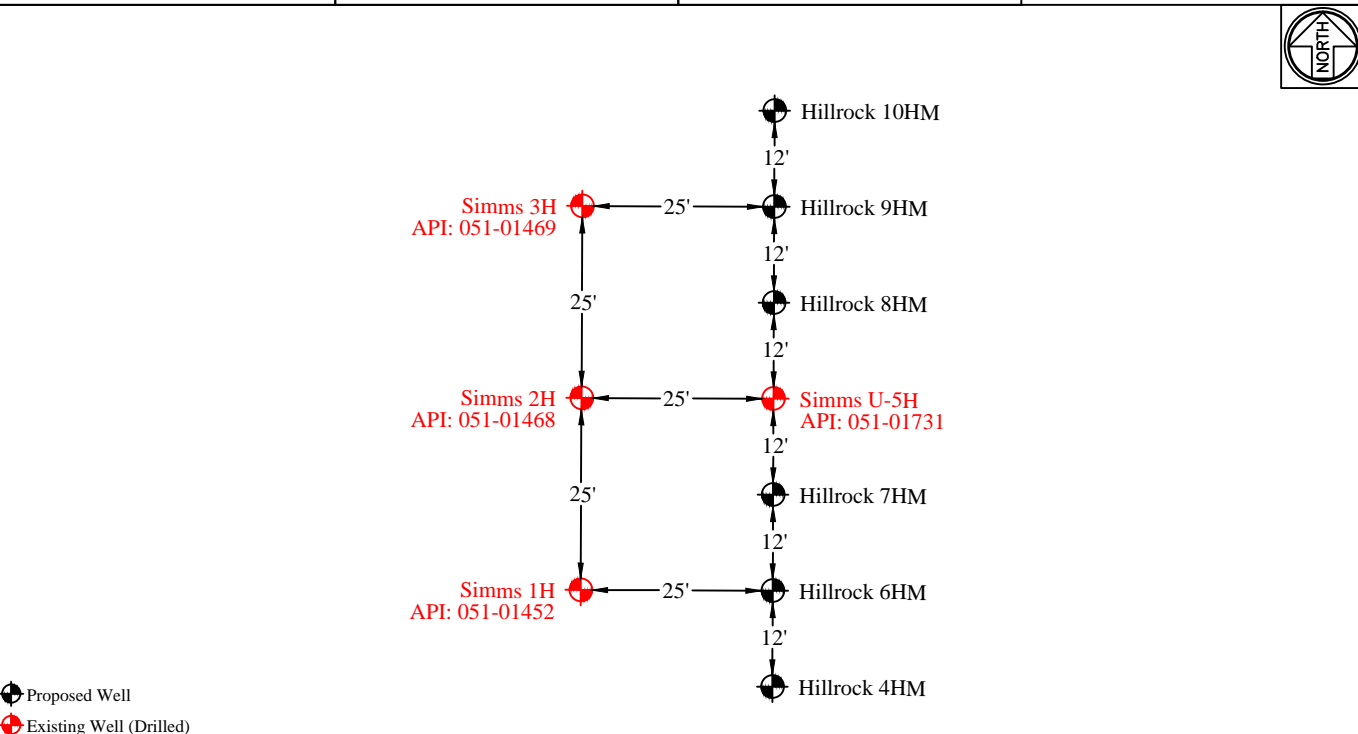 NORTH
Hillrock 10HM
12'
Simms 3H
API: 051-01469
25'
Hillrock 9HM
12'
25'
Hillrock 8HM
12'
Simms 2H
API: 051-01468
25'
Simms U-5H
API: 051-01731
12'
25'
Hillrock 7HM
12'
Simms 1H
API: 051-01452
25'
Hillrock 6HM
12'
Hillrock 4HM
Proposed Well
Existing Well (Drilled)